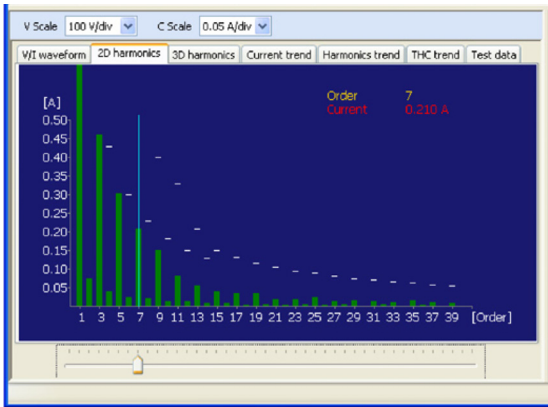 V Scale 100 V/div C Scale 0.05 A/div
V/I waveform 2D harmonics 3D harmonics Current trend Harmonics trend THC trend Test data
Order 7
[A] Current 0.210 A
0.50
0.45
0.40
0.35
0.30
0.25
0.20
0.15
0.10
0.05
1 3 5 7 9 11 13 15 17 19 21 23 25 27 29 31 33 35 37 39 [Order]